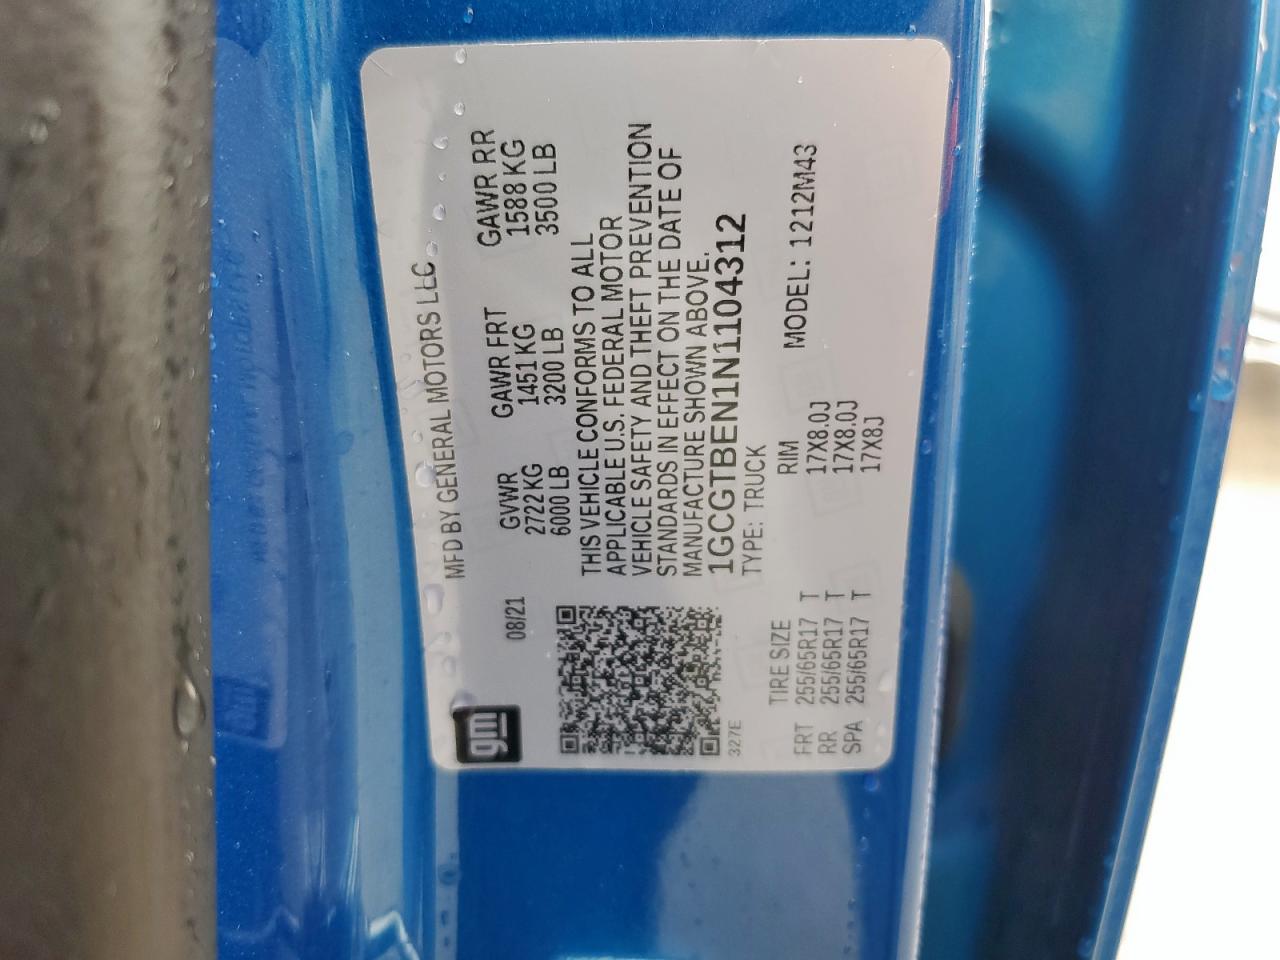 gm
MFD BY GENERAL MOTORS LLC
08/21
GVWR GAWR FRT GAWR RR
2722 KG 1451 KG 1588 KG
6000 LB 3200 LB 3500 LB
THIS VEHICLE CONFORMS TO ALL
APPLICABLE U.S. FEDERAL MOTOR
VEHICLE SAFETY AND THEFT PREVENTION
STANDARDS IN EFFECT ON THE DATE OF
MANUFACTURE SHOWN ABOVE.
1GCGTBEN1N1104312
327E TYPE: TRUCK
TIRE SIZE RIM MODEL: 1212M43
FRT 255/65R17 T 17X8.0J
RR 255/65R17 T 17X8.0J
SPA 255/65R17 T 17X8J